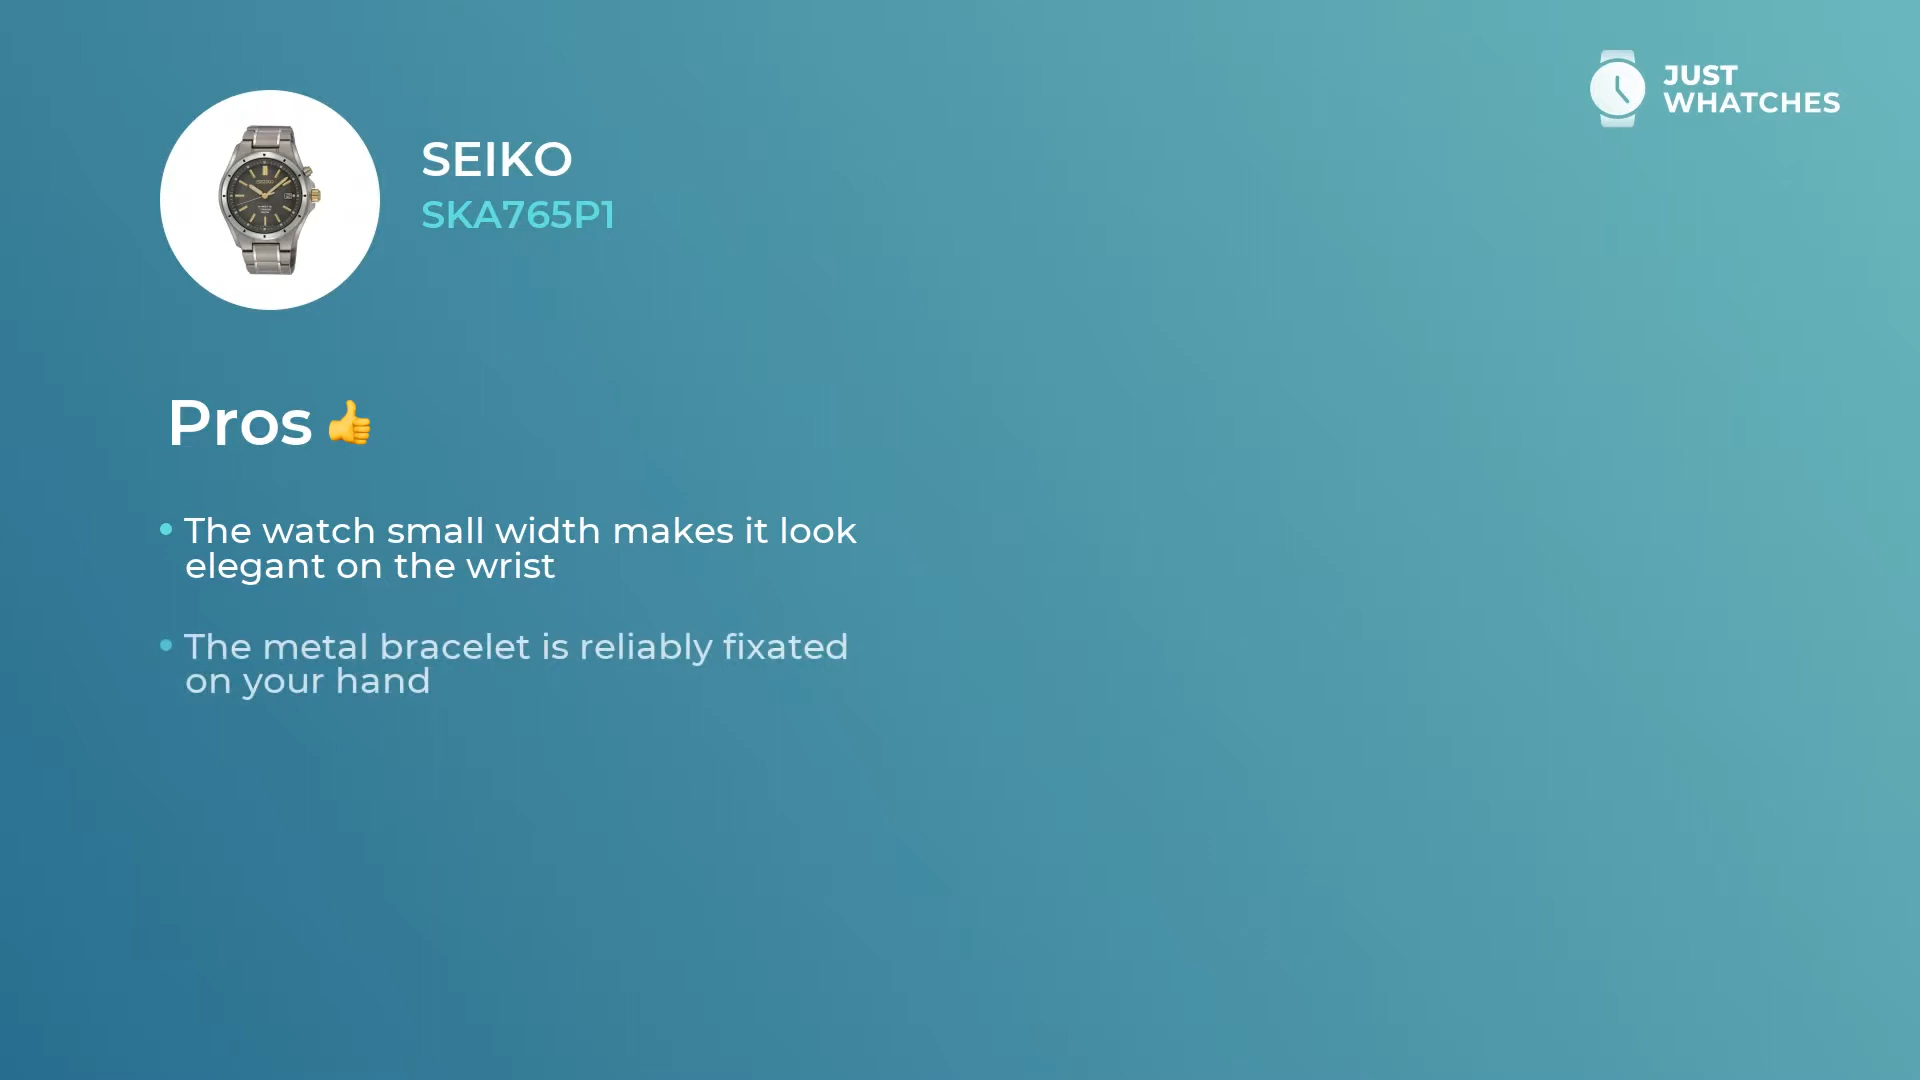 JUST
WHATCHES
SEIKO
SKA765P1
Pros
• The watch small width makes it look
elegant on the wrist
• The metal bracelet is reliably fixated
on your hand